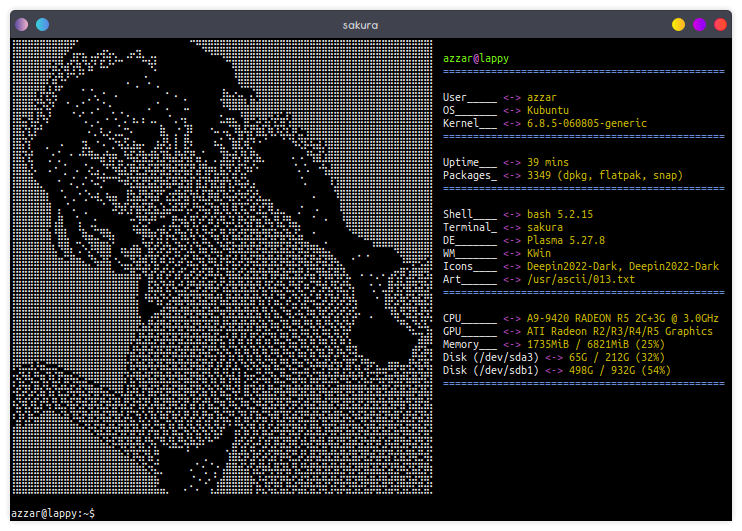 sakura
azzar@lappy
===============================================
User_____ <-> azzar
OS_______ <-> Kubuntu
Kernel___ <-> 6.8.5-060805-generic
===============================================
Uptime___ <-> 39 mins
Packages_ <-> 3349 (dpkg, flatpak, snap)
===============================================
Shell____ <-> bash 5.2.15
Terminal_ <-> sakura
DE_______ <-> Plasma 5.27.8
WM_______ <-> KWin
Icons____ <-> Deepin2022-Dark, Deepin2022-Dark
Art______ <-> /usr/ascii/013.txt
===============================================
CPU______ <-> A9-9420 RADEON R5 2C+3G @ 3.0GHz
GPU______ <-> ATI Radeon R2/R3/R4/R5 Graphics
Memory___ <-> 1735MiB / 6821MiB (25%)
Disk (/dev/sda3) <-> 65G / 212G (32%)
Disk (/dev/sdb1) <-> 498G / 932G (54%)
===============================================
azzar@lappy:~$